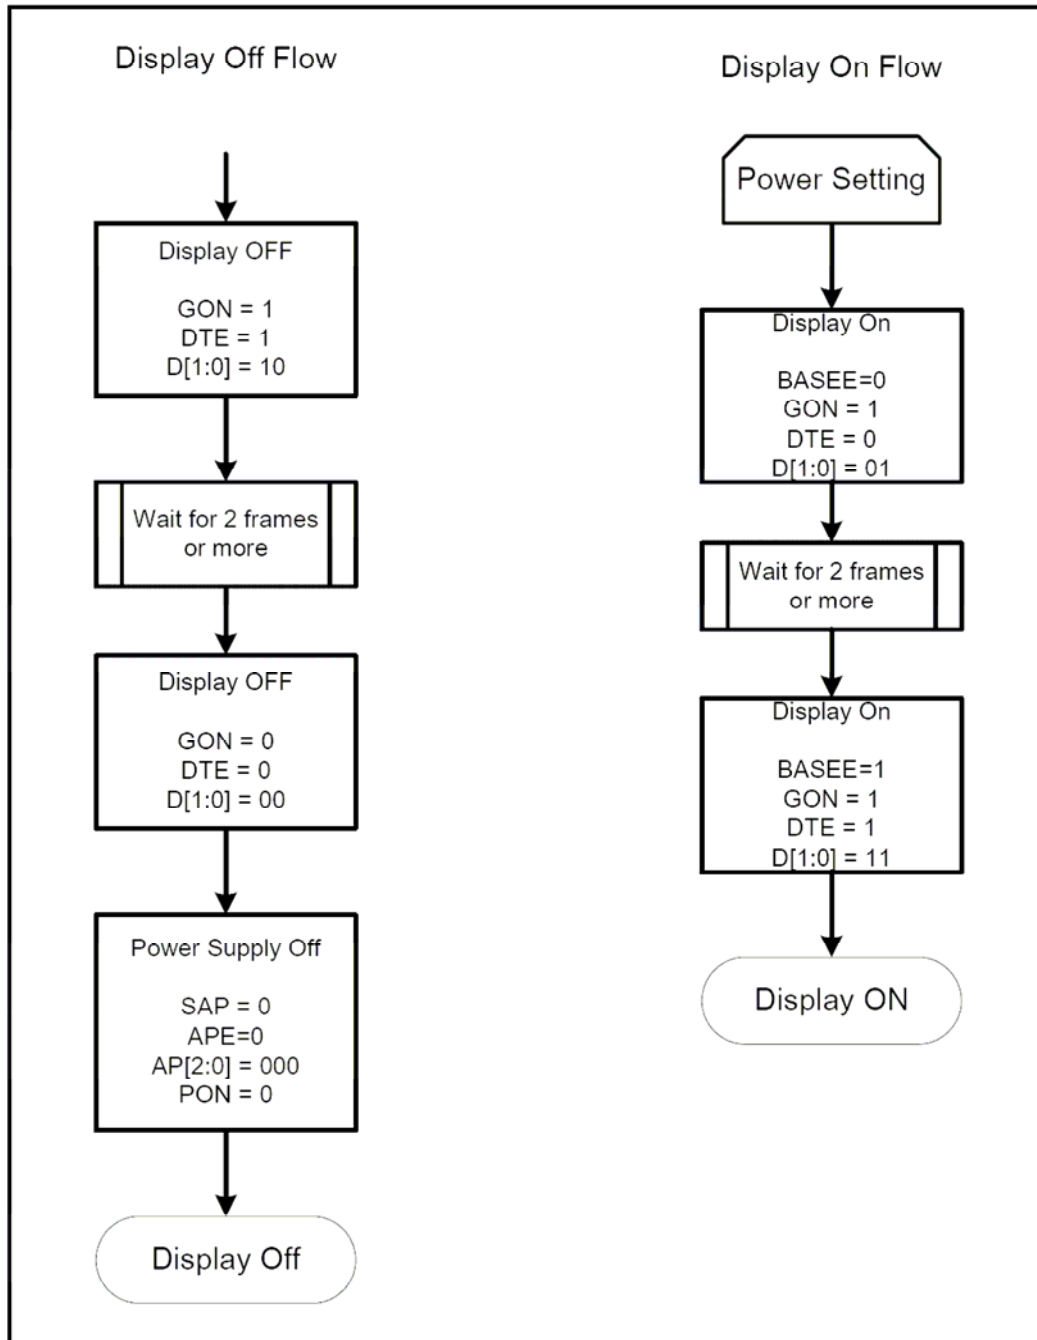 Display Off Flow
Display OFF
GON = 1
DTE = 1
D[1:0] = 10
Wait for 2 frames
or more
Display OFF
GON = 0
DTE = 0
D[1:0] = 00
Power Supply Off
SAP = 0
APE=0
AP[2:0] = 000
PON = 0
Display Off
Display On Flow
Power Setting
Display On
BASEE=0
GON = 1
DTE = 0
D[1:0] = 01
Wait for 2 frames
or more
Display On
BASEE=1
GON = 1
DTE = 1
D[1:0] = 11
Display ON